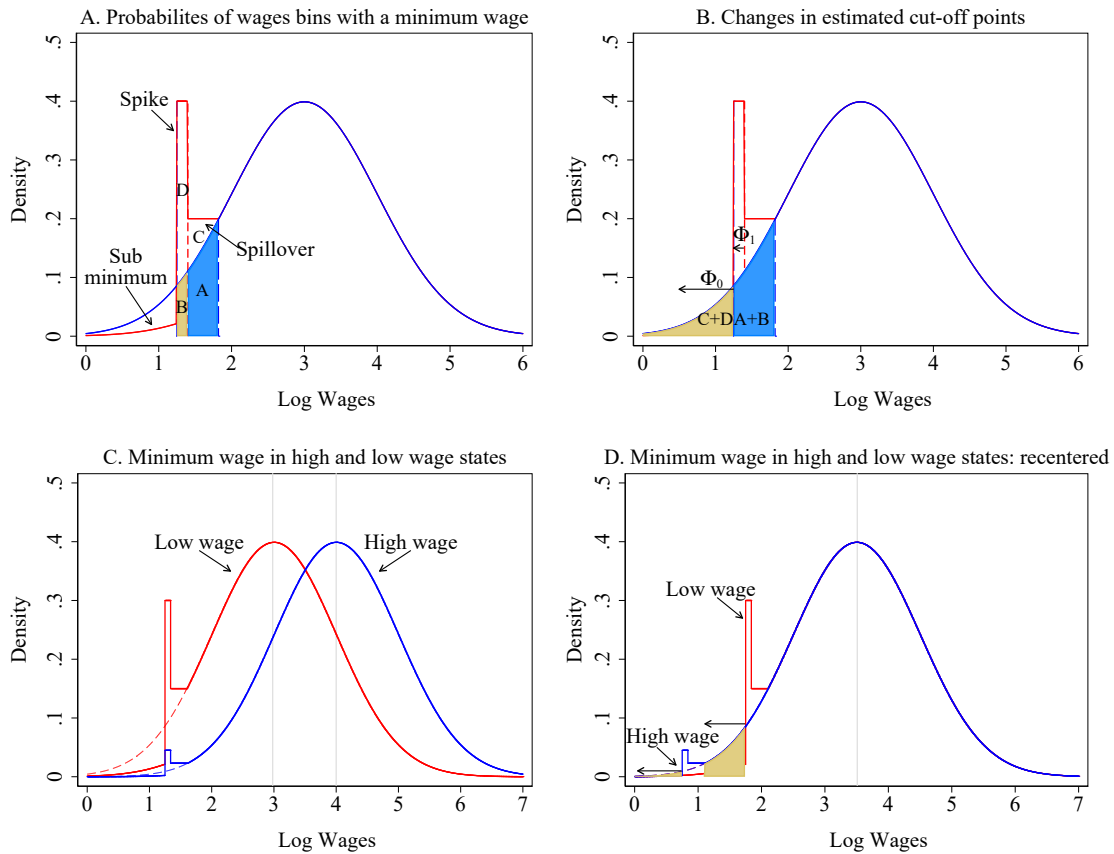 A. Probabilites of wages bins with a minimum wage
.5
.4
.3
.2
.1
0
Density
Spike
D
C
Spillover
Sub
minimum
B
A
0 1 2 3 4 5 6
Log Wages
B. Changes in estimated cut-off points
.5
.4
.3
.2
.1
0
Density
Φ1
Φ0
C+D A+B
0 1 2 3 4 5 6
Log Wages
C. Minimum wage in high and low wage states
.5
.4
.3
.2
.1
0
Density
Low wage
High wage
0 1 2 3 4 5 6 7
Log Wages
D. Minimum wage in high and low wage states: recentered
.5
.4
.3
.2
.1
0
Density
Low wage
High wage
0 1 2 3 4 5 6 7
Log Wages